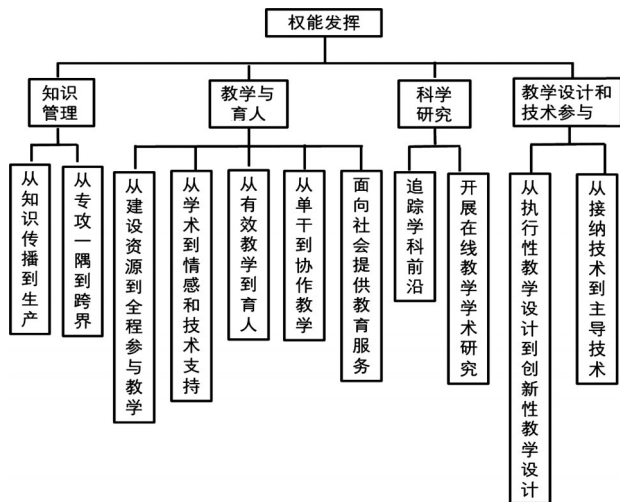 权能发挥
知识
管理
教学与
育人
科学
研究
教学设计和
技术参与
从知识传播到生产
从专攻一隅到跨界
从建设资源到全程参与教学
从学术到情感和技术支持
从有效教学到育人
从单干到协作教学
面向社会提供教育服务
追踪学科前沿
开展在线教学学术研究
从执行性教学设计到创新性教学设计
从接纳技术到主导技术